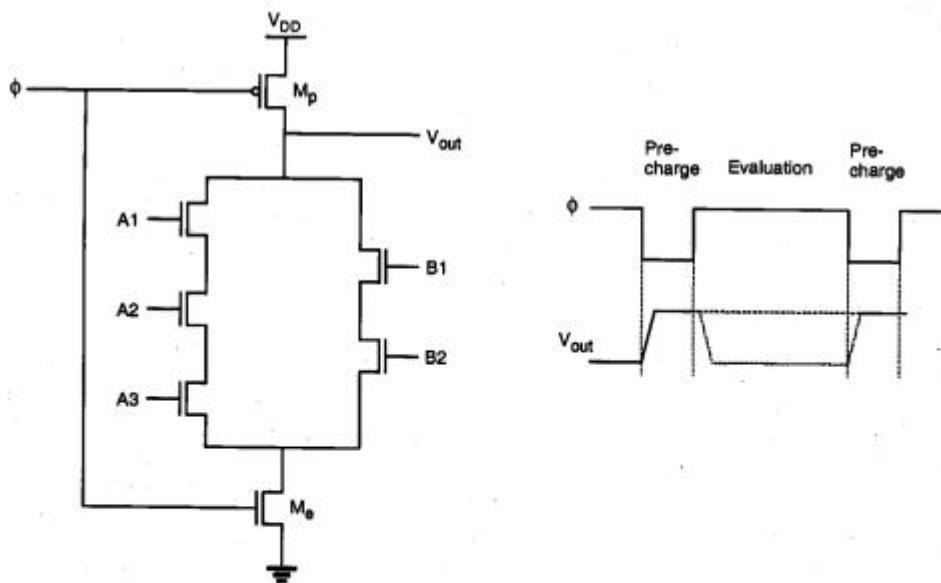 V_DD
ϕ
M_p
V_out
A1
B1
A2
B2
A3
M_e
Pre-
charge
Evaluation
Pre-
charge
ϕ
V_out